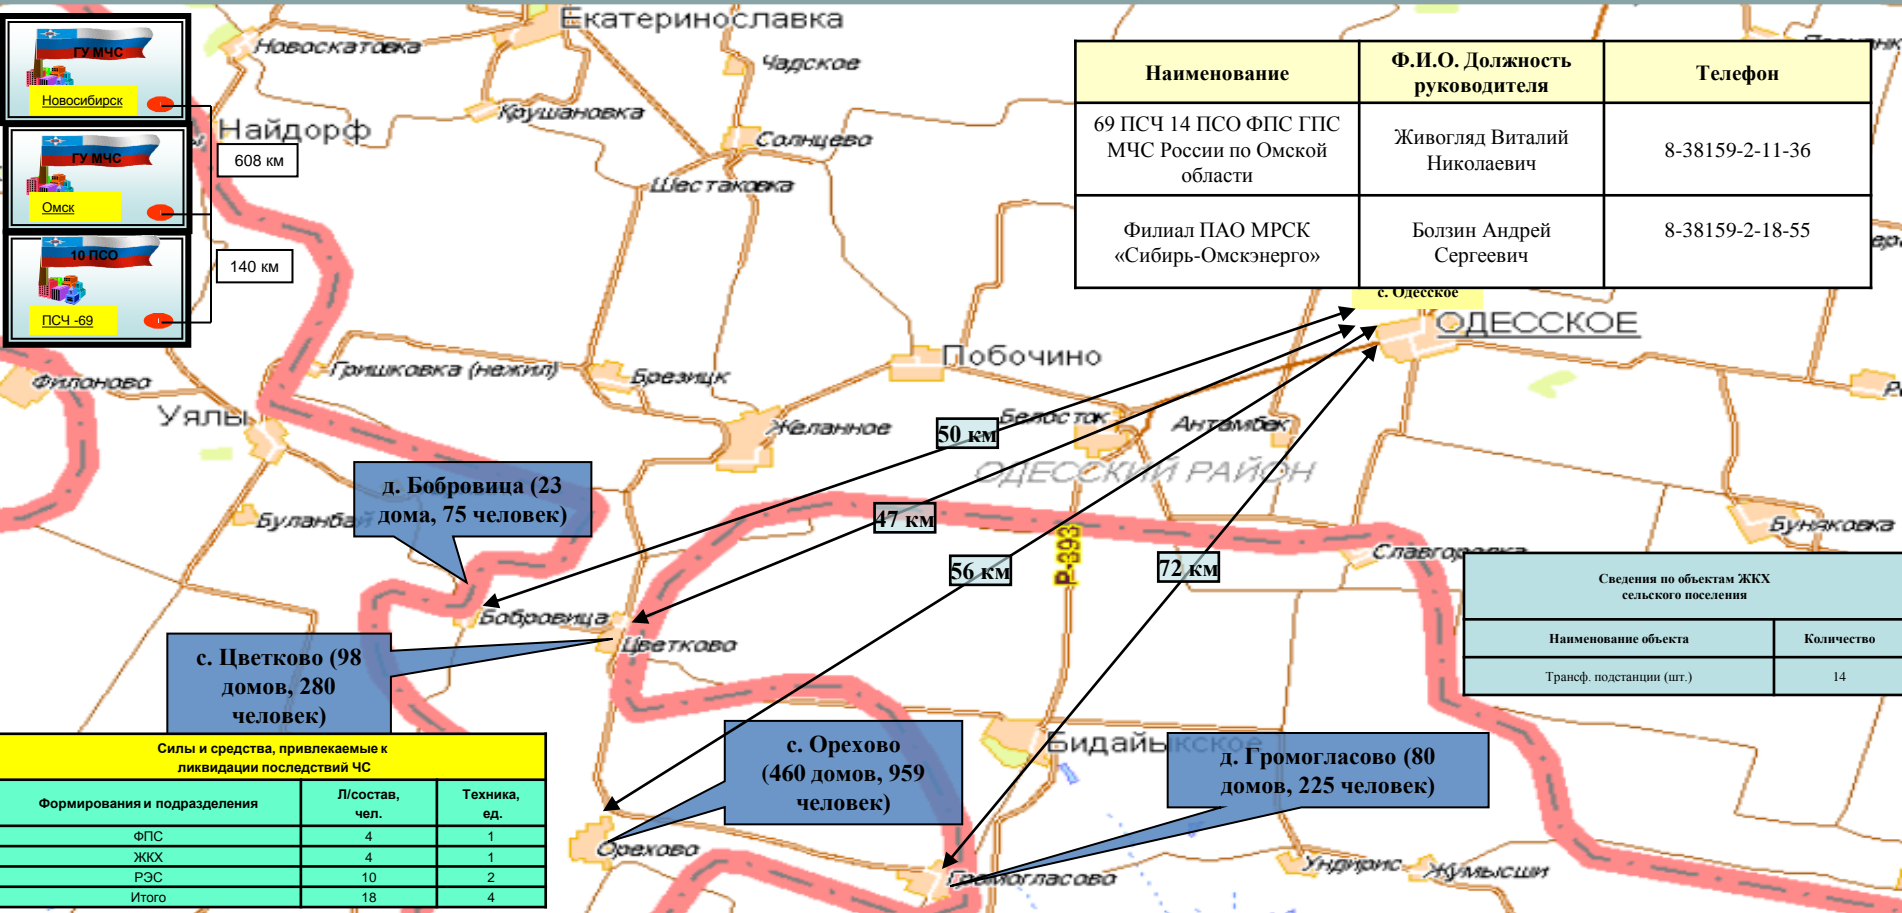 Екатеринославка
Новоскатовка
Чадское
Крушановка
Найдорф
Солнцево
Шестаковка
ГУ МЧС
Новосибирск
608 км
ГУ МЧС
Омск
140 км
10 ПСО
ПСЧ -69
Наименование
Ф.И.О. Должность
руководителя
Телефон
69 ПСЧ 14 ПСО ФПС ГПС
МЧС России по Омской
области
Живогляд Виталий
Николаевич
8-38159-2-11-36
Филиал ПАО МРСК
«Сибирь-Омскэнерго»
Болзин Андрей
Сергеевич
8-38159-2-18-55
с. Одесское
ОДЕССКОЕ
Филоново
Гришковка (нежил)
Брезицк
Побочино
Уялы
Желанное
Белосток
Антамбек
50 км
ОДЕССКИЙ РАЙОН
д. Бобровица (23
дома, 75 человек)
Буланбай
47 км
Р-393
Буняковка
Славгородка
56 км
72 км
Бобровица
Цветково
с. Цветково (98
домов, 280
человек)
Сведения по объектам ЖКХ
сельского поселения
Наименование объекта
Количество
Трансф. подстанции (шт.)
14
с. Орехово
(460 домов, 959
человек)
Бидайыкское
д. Громогласово (80
домов, 225 человек)
Силы и средства, привлекаемые к
ликвидации последствий ЧС
Формирования и подразделения
Л/состав,
чел.
Техника,
ед.
ФПС 4 1
ЖКХ 4 1
РЭС 10 2
Итого 18 4
Орехово
Громогласово
Ундирис
Жумысши